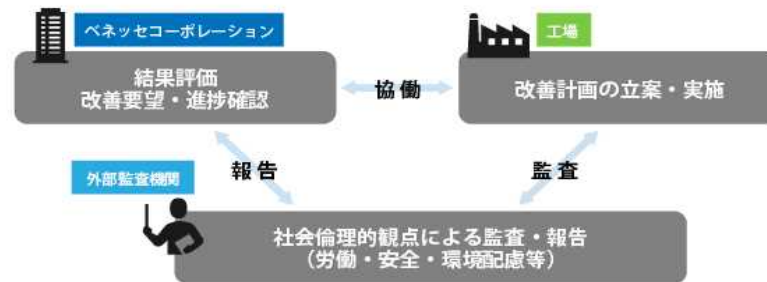 ベネッセコーポレーション
工場
結果評価
改善要望・進捗確認
協働
改善計画の立案・実施
報告
監査
外部監査機関
社会倫理的観点による監査・報告
（労働・安全・環境配慮等）